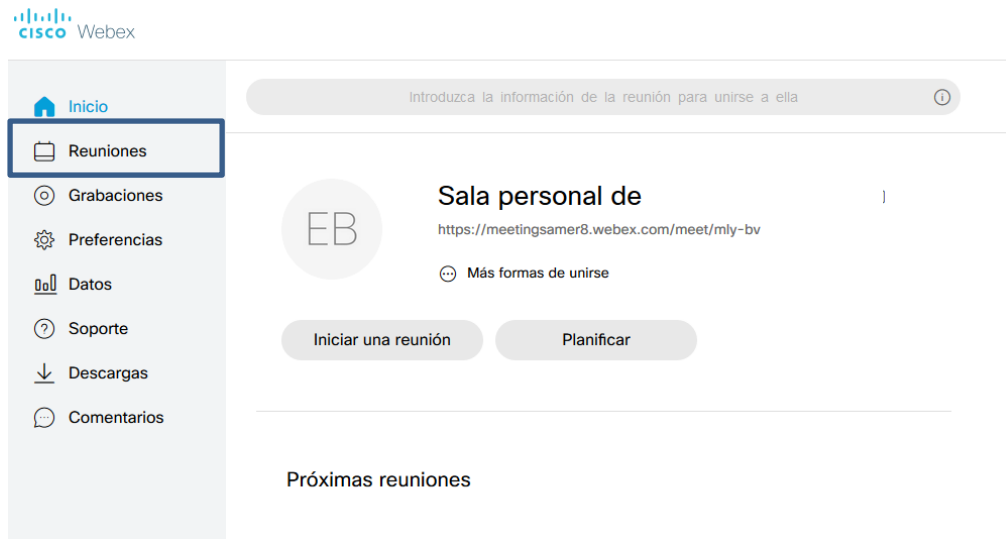 CISCO Webex
Inicio
Reuniones
Grabaciones
Preferencias
Datos
Soporte
Descargas
Comentarios
Introduzca la información de la reunión para unirse a ella
EB
Sala personal de
https://meetingsamer8.webex.com/meet/mly-bv
Más formas de unirse
Iniciar una reunión
Planificar
Próximas reuniones